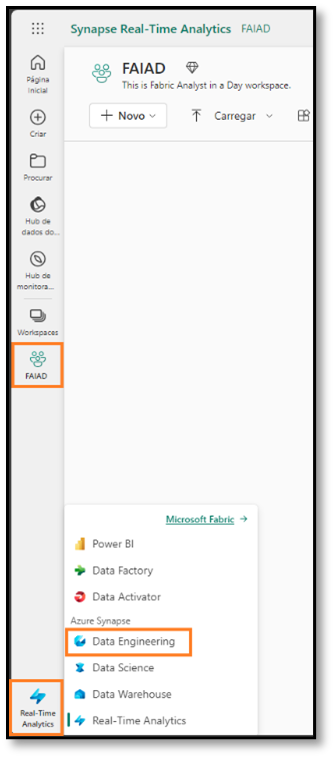 Synapse Real-Time Analytics FAIAD
Página
Inicial
Criar
Procurar
Hub de
dados do...
Hub de
monitora...
Workspaces
FAIAD
Real-Time
Analytics
FAIAD
This is Fabric Analyst in a Day workspace.
Novo
Carregar
Microsoft Fabric
Power BI
Data Factory
Data Activator
Azure Synapse
Data Engineering
Data Science
Data Warehouse
Real-Time Analytics